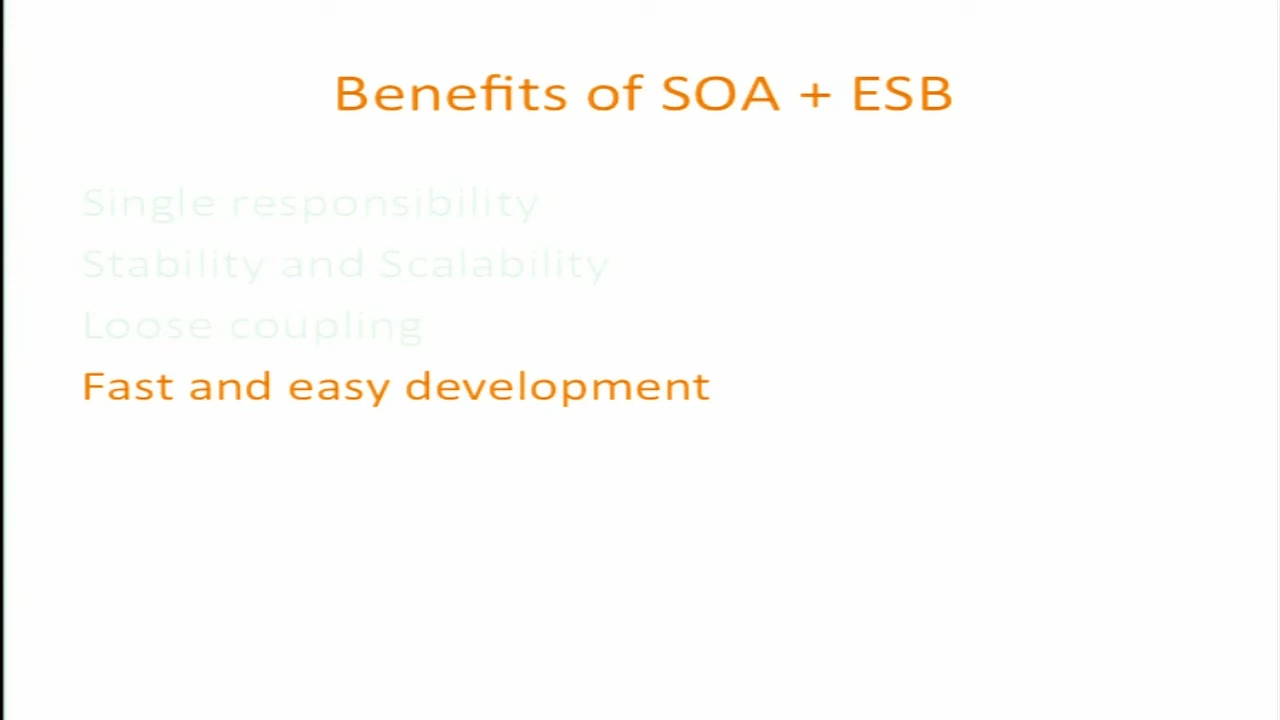 Benefits of SOA + ESB
Single responsibility
Stability and Scalability
Loose coupling
Fast and easy development